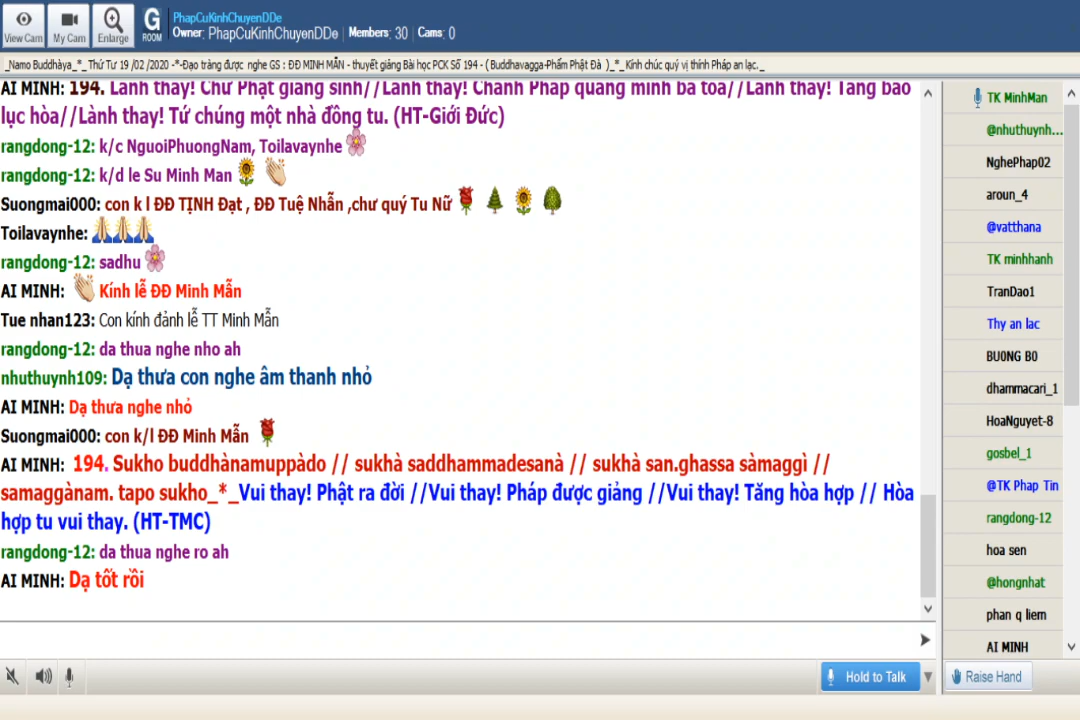 View Cam
My Cam
Enlarge
G
ROOM
PhapCuKinhChuyenDDe
Owner: PhapCuKinhChuyenDDe Members: 30 Cams: 0
_Namo Buddhàya_*_ Thứ Tư 19 /02 /2020 -*-Đạo tràng được nghe GS : ĐĐ MINH MẪN - thuyết giảng Bài học PCK Số 194 - ( Buddhavagga-Phẩm Phật Đà )_*_ Kính chúc quý vị thính Pháp an lạc._
AI MINH: 194. Lành thay! Chư Phật giáng sinh//Lành thay! Chánh Pháp quang minh ba tòa//Lành thay! Tăng bảo
lục hòa//Lành thay! Tứ chúng một nhà đồng tu. (HT-Giới Đức)
rangdong-12: k/c NguoiPhuongNam, Toilavaynhe
rangdong-12: k/d le Su Minh Man
Suongmai000: con k l ĐĐ TỊNH Đạt , ĐĐ Tuệ Nhẫn ,chư quý Tu Nữ
Toilavaynhe:
rangdong-12: sadhu
AI MINH: Kính lễ ĐĐ Minh Mẫn
Tue nhan123: Con kính đảnh lễ TT Minh Mẫn
rangdong-12: da thua nghe nho ah
nhuthuynh109: Dạ thưa con nghe âm thanh nhỏ
AI MINH: Dạ thưa nghe nhỏ
Suongmai000: con k/l ĐĐ Minh Mẫn
AI MINH: 194. Sukho buddhànamuppàdo // sukhà saddhammadesanà // sukhà san.ghassa sàmaggì //
samaggànam. tapo sukho_*_Vui thay! Phật ra đời //Vui thay! Pháp được giảng //Vui thay! Tăng hòa hợp // Hòa
hợp tu vui thay. (HT-TMC)
rangdong-12: da thua nghe ro ah
AI MINH: Dạ tốt rồi
Hold to Talk
TK MinhMan
@nhuthuynh...
NghePhap02
aroun_4
@vatthana
TK minhhanh
TranDao1
Thy an lac
BU0NG B0
dhammacari_1
HoaNguyet-8
gosbel_1
@TK Phap Tin
rangdong-12
hoa sen
@hongnhat
phan q liem
AI MINH
Raise Hand